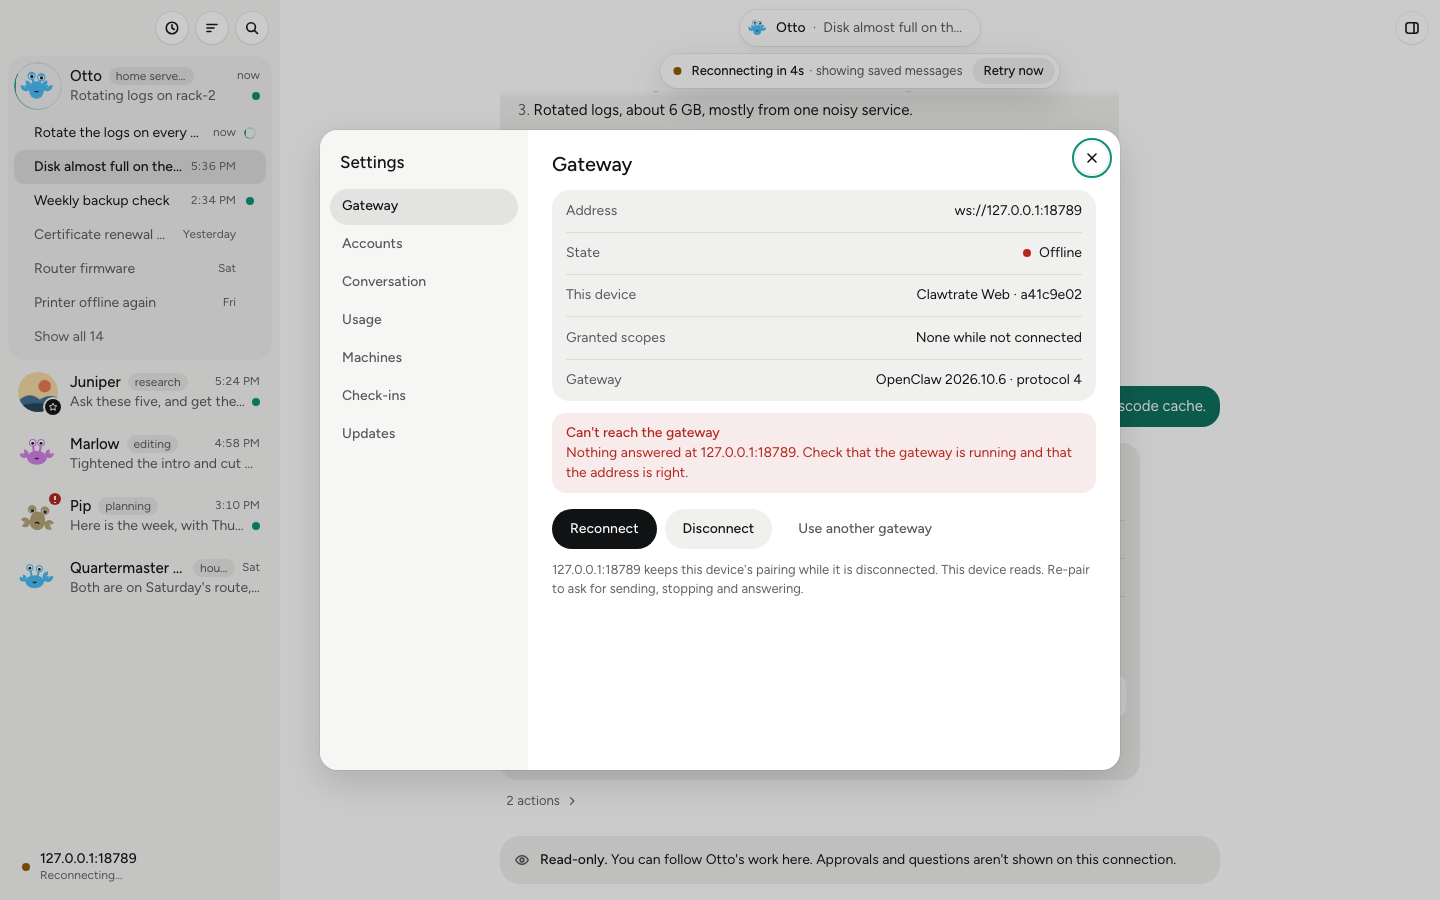 Otto
home serve...
now
Rotating logs on rack-2
Rotate the logs on every ...
now
Disk almost full on the...
5:36 PM
Weekly backup check
2:34 PM
Certificate renewal ...
Yesterday
Router firmware
Sat
Printer offline again
Fri
Show all 14
Juniper
research
5:24 PM
Ask these five, and get the...
Marlow
editing
4:58 PM
Tightened the intro and cut ...
Pip
planning
3:10 PM
Here is the week, with Thu...
Quartermaster ...
hou...
Sat
Both are on Saturday's route,...
127.0.0.1:18789
Reconnecting...
Otto · Disk almost full on th...
Reconnecting in 4s · showing saved messages
Retry now
3. Rotated logs, about 6 GB, mostly from one noisy service.
Settings
Gateway
Accounts
Conversation
Usage
Machines
Check-ins
Updates
Gateway
Address
ws://127.0.0.1:18789
State
Offline
This device
Clawtrate Web · a41c9e02
Granted scopes
None while not connected
Gateway
OpenClaw 2026.10.6 · protocol 4
Can't reach the gateway
Nothing answered at 127.0.0.1:18789. Check that the gateway is running and that
the address is right.
Reconnect
Disconnect
Use another gateway
127.0.0.1:18789 keeps this device's pairing while it is disconnected. This device reads. Re-pair
to ask for sending, stopping and answering.
scode cache.
2 actions
Read-only. You can follow Otto's work here. Approvals and questions aren't shown on this connection.